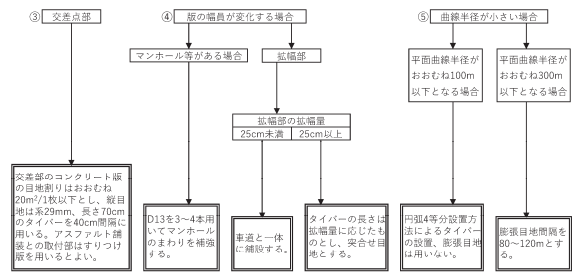 ③ 交差点部
④ 版の幅員が変化する場合
⑤ 曲線半径が小さい場合
マンホール等がある場合
拡幅部
平面曲線半径が
おおむね100m
以下となる場合
平面曲線半径が
おおむね300m
以下となる場合
拡幅部の拡幅量
25cm未満
25cm以上
交差部のコンクリート版
の目地割りはおおむね
20m²/1枚以下とし、縦目
地は系29mm、長さ70cm
のタイバーを40cm間隔に
用いる。アスファルト舗
装との取付部はすりつけ
版を用いるとよい。
D13を3～4本用
いてマンホール
のまわりを補強
する。
車道と一体
に舗設する。
タイバーの長さは
拡幅量に応じたも
のとし、突合せ目
地とする。
円弧4等分設置方
法によるタイバー
の設置、膨張目地
は用いない。
膨張目地間隔を
80～120mとする。